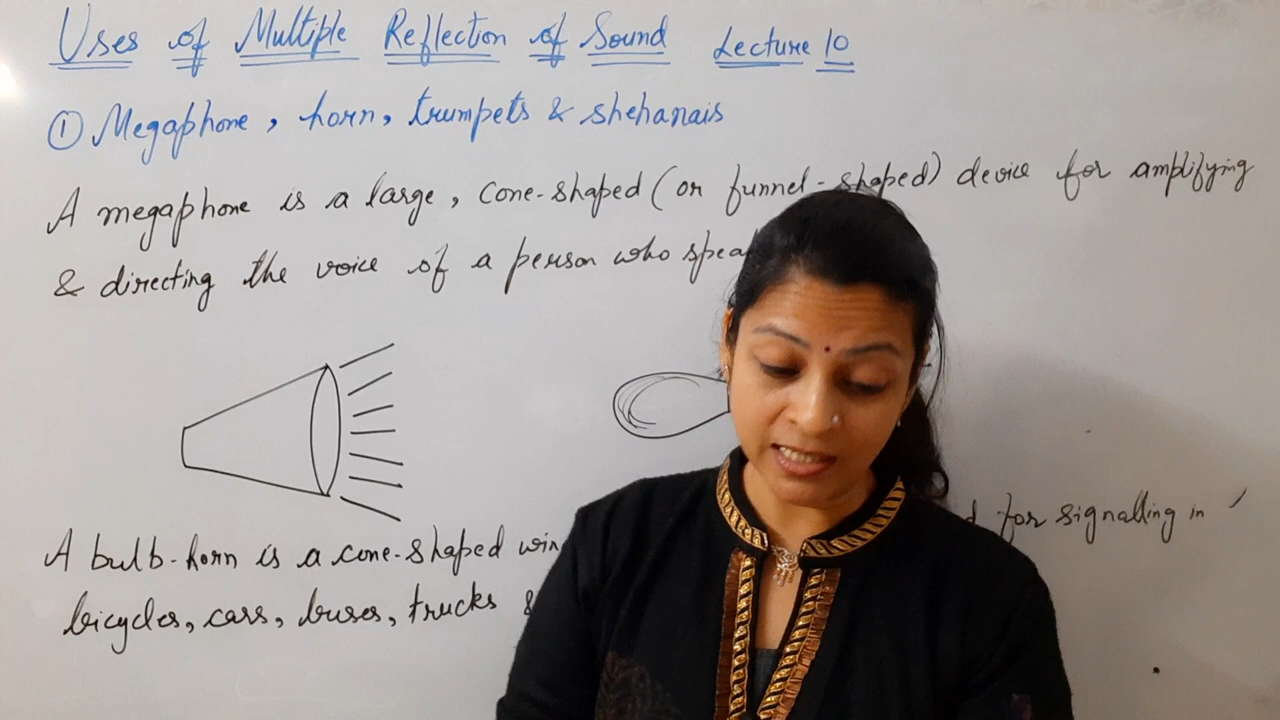 Uses of Multiple Reflection of Sound Lecture 10
① Megaphone, horn, trumpets & shehanais
A megaphone is a large, cone-shaped (or funnel-shaped) device for amplifying
& directing the voice of a person who
A bulb-horn is a cone-shaped for signalling in
bicycles, cars, buses, trucks